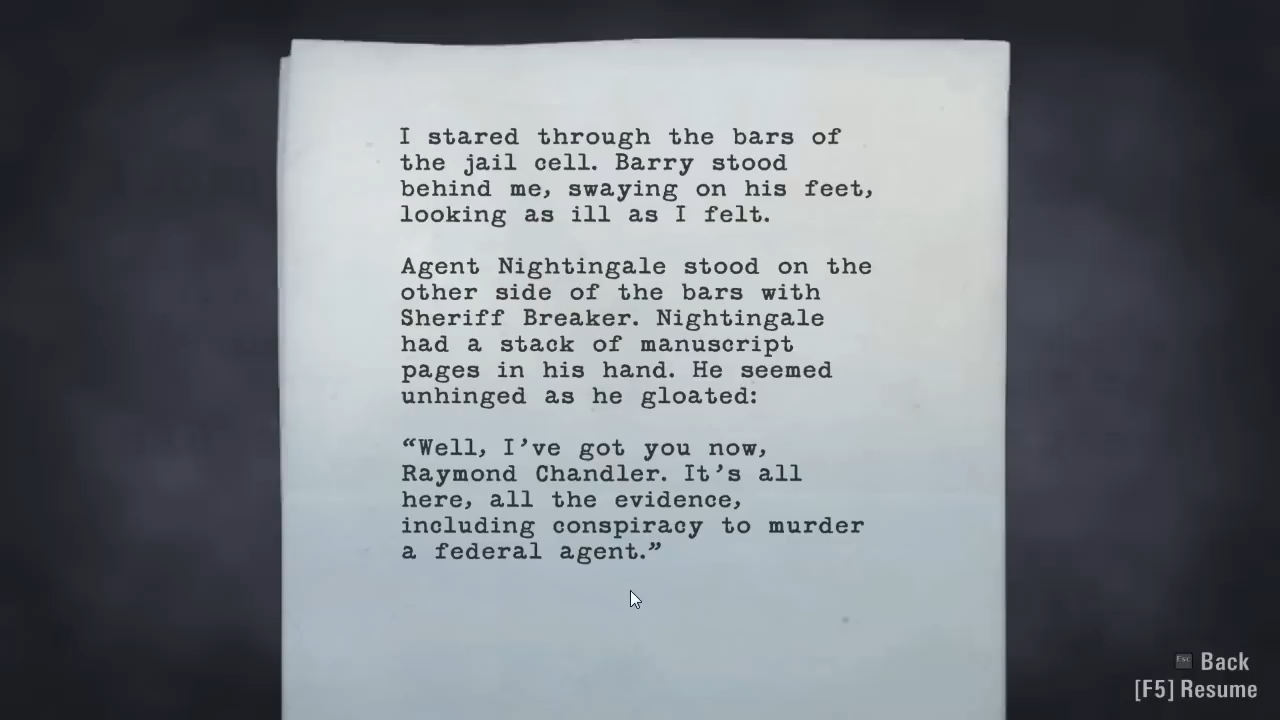 I stared through the bars of
the jail cell. Barry stood
behind me, swaying on his feet,
looking as ill as I felt.
Agent Nightingale stood on the
other side of the bars with
Sheriff Breaker. Nightingale
had a stack of manuscript
pages in his hand. He seemed
unhinged as he gloated:
“Well, I’ve got you now,
Raymond Chandler. It’s all
here, all the evidence,
including conspiracy to murder
a federal agent.”
Esc Back
[F5] Resume